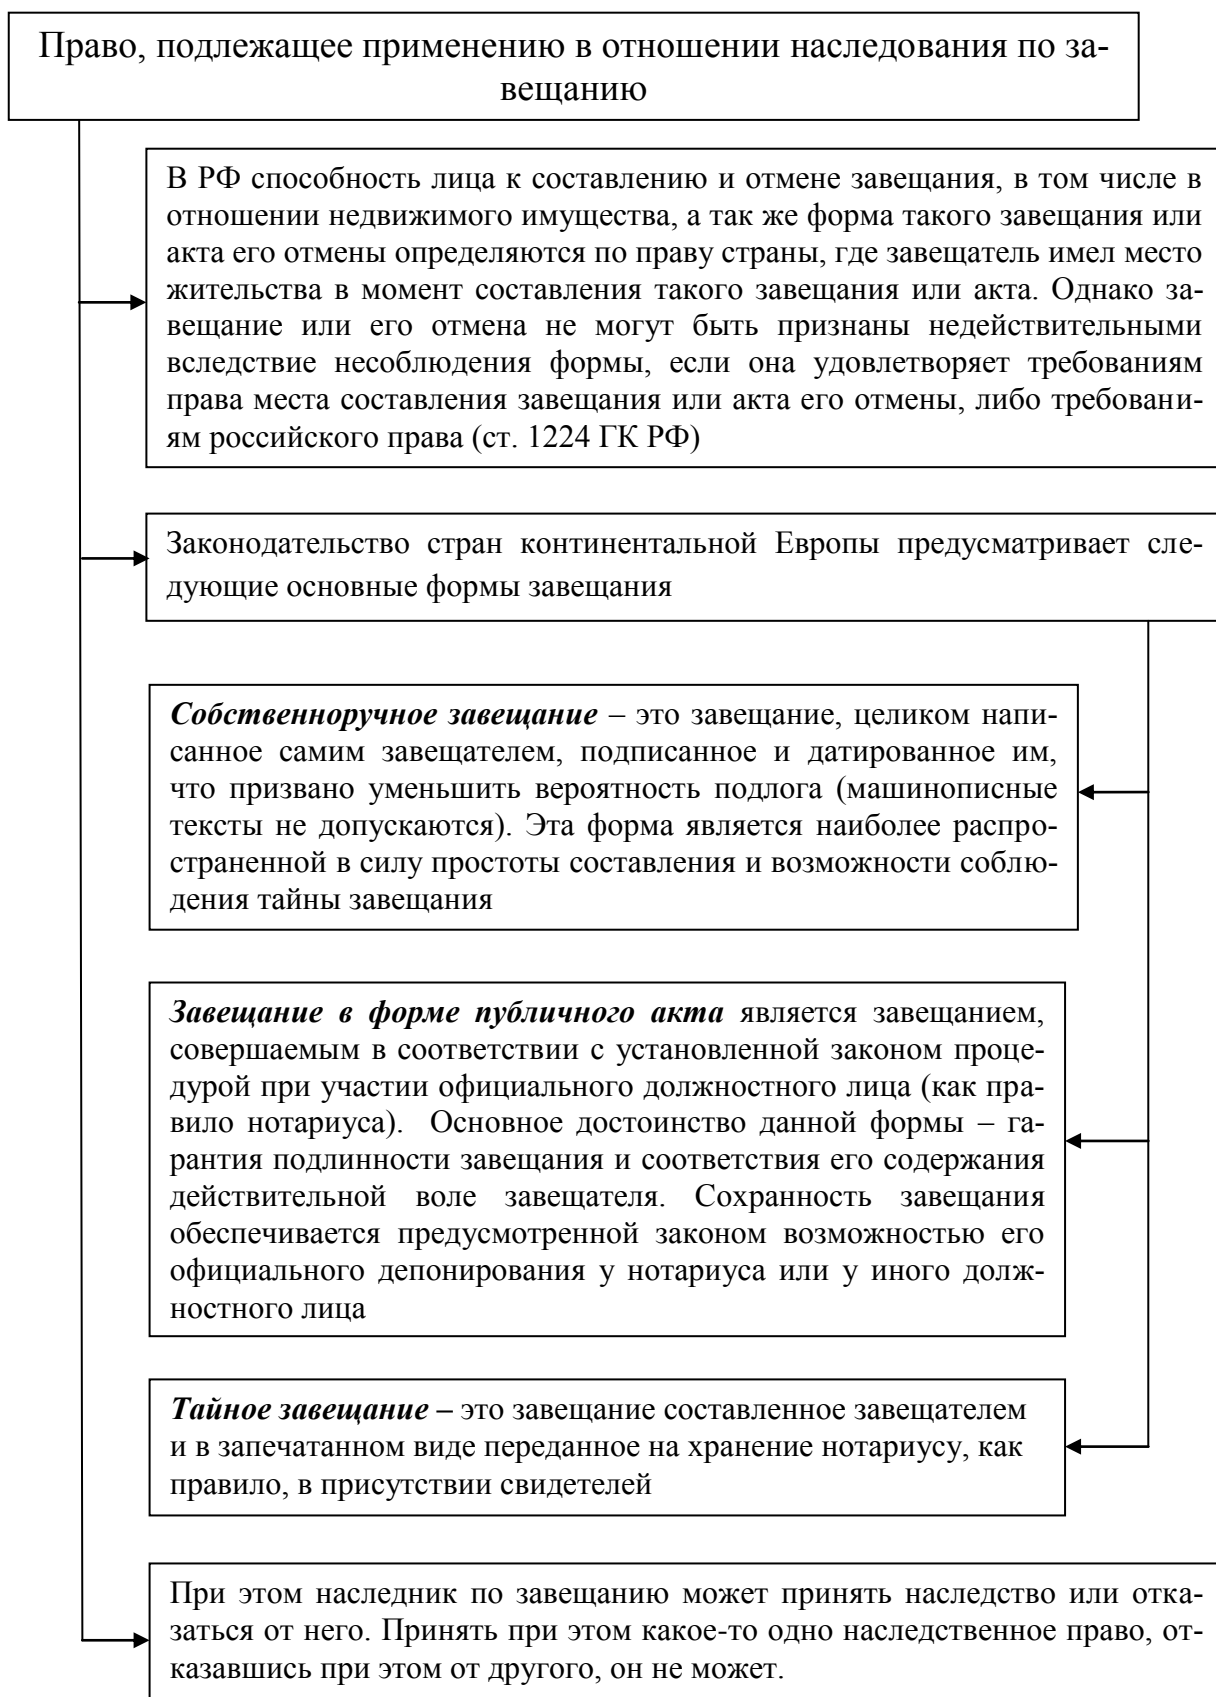 Право, подлежащее применению в отношении наследования по за-
вещанию
В РФ способность лица к составлению и отмене завещания, в том числе в
отношении недвижимого имущества, а так же форма такого завещания или
акта его отмены определяются по праву страны, где завещатель имел место
жительства в момент составления такого завещания или акта. Однако за-
вещание или его отмена не могут быть признаны недействительными
вследствие несоблюдения формы, если она удовлетворяет требованиям
права места составления завещания или акта его отмены, либо требовани-
ям российского права (ст. 1224 ГК РФ)
Законодательство стран континентальной Европы предусматривает сле-
дующие основные формы завещания
Собственноручное завещание – это завещание, целиком напи-
санное самим завещателем, подписанное и датированное им,
что призвано уменьшить вероятность подлога (машинописные
тексты не допускаются). Эта форма является наиболее распро-
страненной в силу простоты составления и возможности соблю-
дения тайны завещания
Завещание в форме публичного акта является завещанием,
совершаемым в соответствии с установленной законом проце-
дурой при участии официального должностного лица (как пра-
вило нотариуса). Основное достоинство данной формы – га-
рантия подлинности завещания и соответствия его содержания
действительной воле завещателя. Сохранность завещания
обеспечивается предусмотренной законом возможностью его
официального депонирования у нотариуса или у иного долж-
ностного лица
Тайное завещание – это завещание составленное завещателем
и в запечатанном виде переданное на хранение нотариусу, как
правило, в присутствии свидетелей
При этом наследник по завещанию может принять наследство или отка-
заться от него. Принять при этом какое-то одно наследственное право, от-
казавшись при этом от другого, он не может.